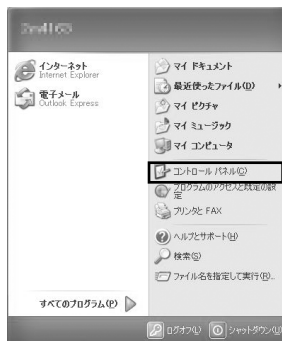 インターネット
Internet Explorer
電子メール
Outlook Express
すべてのプログラム(P)
マイ ドキュメント
最近使ったファイル(D)
マイ ピクチャ
マイ ミュージック
マイ コンピュータ
コントロール パネル(C)
プログラムのアクセスと既定の設
定
プリンタと FAX
ヘルプとサポート(H)
検索(S)
ファイル名を指定して実行(R)...
ログオフ(L)
シャットダウン(U)